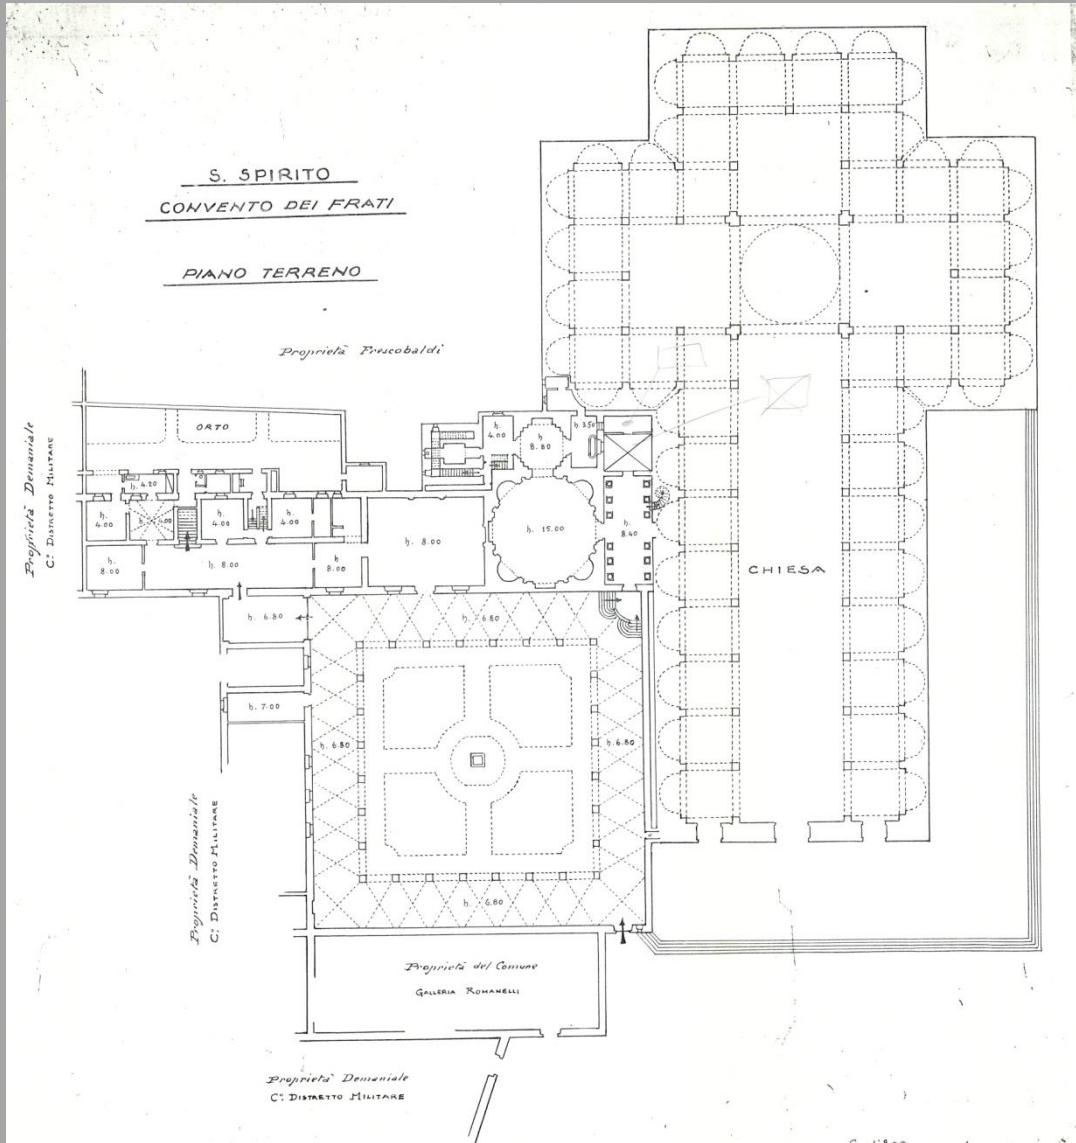 S. SPIRITO
CONVENTO DEI FRATI
PIANO TERRENO
Proprietà Frescobaldi
ORTO
Proprietà Demaniale
C.º DISTRETTO MILITARE
h. 4.20
h. 4.00
h. 4.00
h. 4.00
h. 4.00
h. 8.00
h. 8.00
h. 8.00
h. 8.00
h. 4.00
h. 8.80
h. 3.50
h. 15.00
h. 8.40
CHIESA
h. 6.80
h. 6.80
h. 7.00
h. 6.80
h. 6.80
h. 6.80
Proprietà Demaniale
C.º DISTRETTO MILITARE
Proprietà del Comune
GALLERIA ROMANELLI
Proprietà Demaniale
C.º DISTRETTO MILITARE